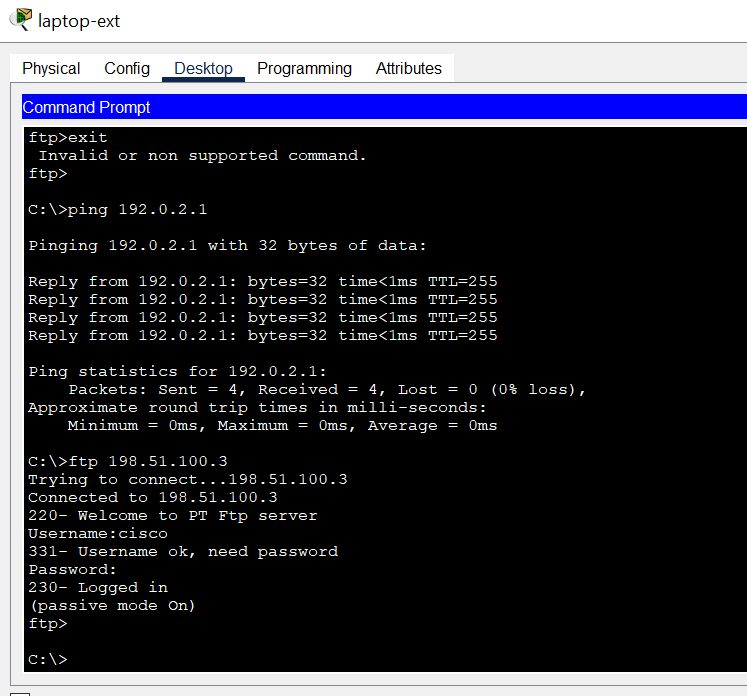 laptop-ext
Physical Config Desktop Programming Attributes
Command Prompt
ftp>exit
Invalid or non supported command.
ftp>
C:\>ping 192.0.2.1
Pinging 192.0.2.1 with 32 bytes of data:
Reply from 192.0.2.1: bytes=32 time<1ms TTL=255
Reply from 192.0.2.1: bytes=32 time<1ms TTL=255
Reply from 192.0.2.1: bytes=32 time<1ms TTL=255
Reply from 192.0.2.1: bytes=32 time<1ms TTL=255
Ping statistics for 192.0.2.1:
Packets: Sent = 4, Received = 4, Lost = 0 (0% loss),
Approximate round trip times in milli-seconds:
Minimum = 0ms, Maximum = 0ms, Average = 0ms
C:\>ftp 198.51.100.3
Trying to connect...198.51.100.3
Connected to 198.51.100.3
220- Welcome to PT Ftp server
Username:cisco
331- Username ok, need password
Password:
230- Logged in
(passive mode On)
ftp>
C:\>